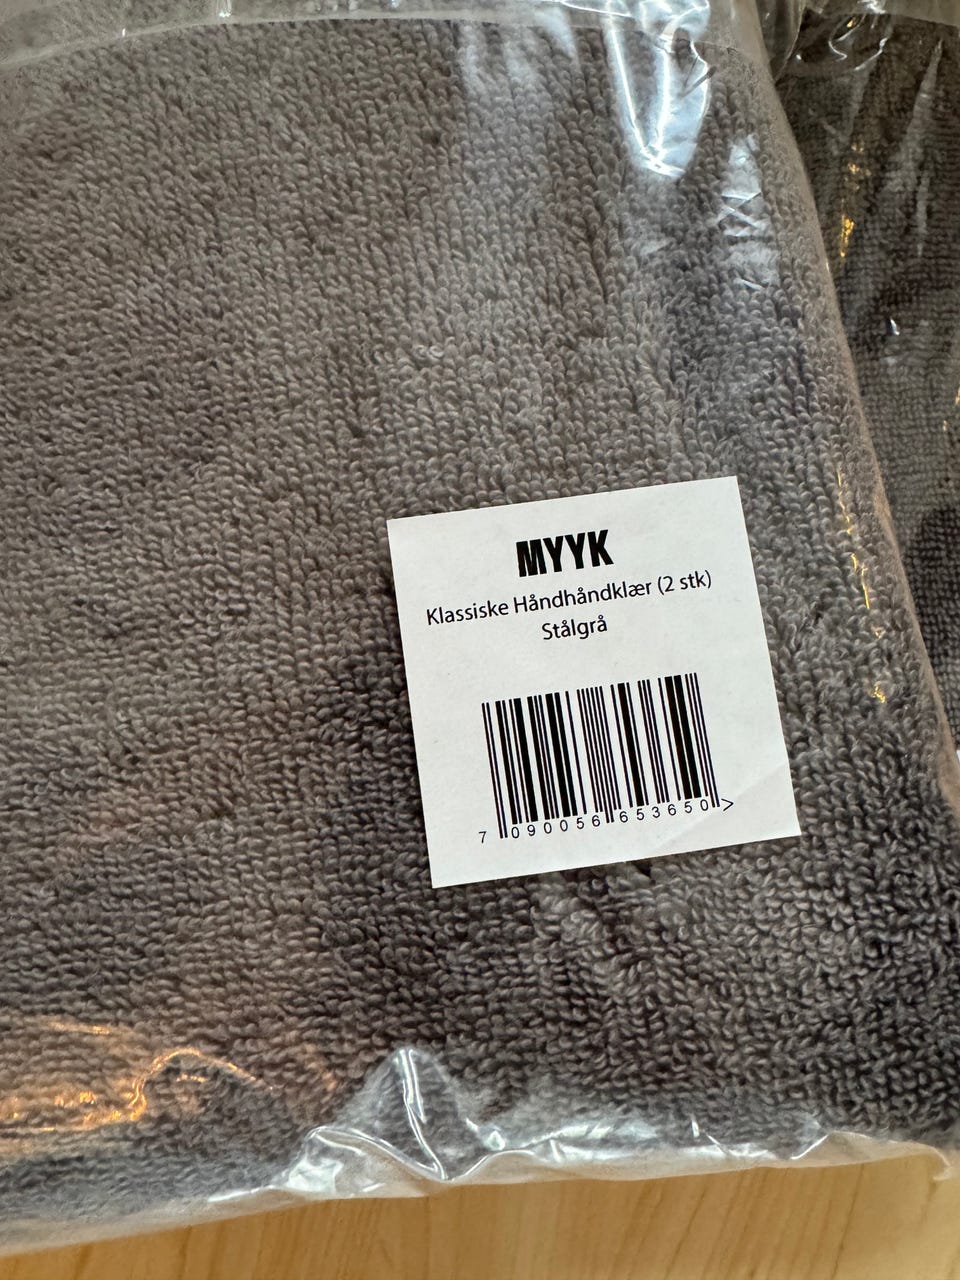 MYYK
Klassiske Håndhåndklær (2 stk)
Stålgrå
7 090056 653650 >